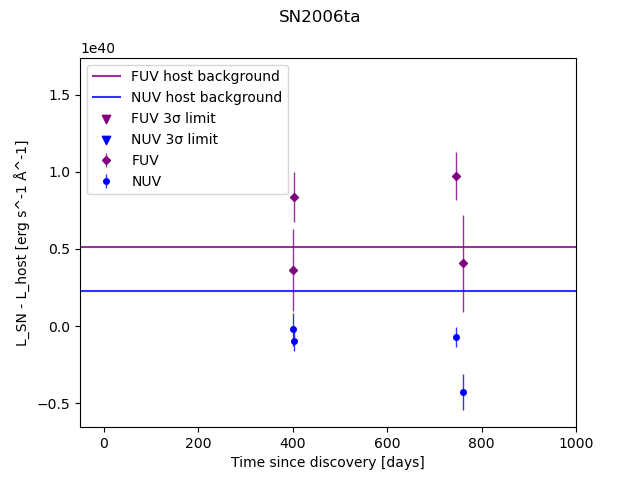 SN2006ta
1e40
FUV host background
NUV host background
FUV 3σ limit
NUV 3σ limit
FUV
NUV
1.5
1.0
0.5
0.0
−0.5
L_SN - L_host [erg s^-1 Å^-1]
0 200 400 600 800 1000
Time since discovery [days]